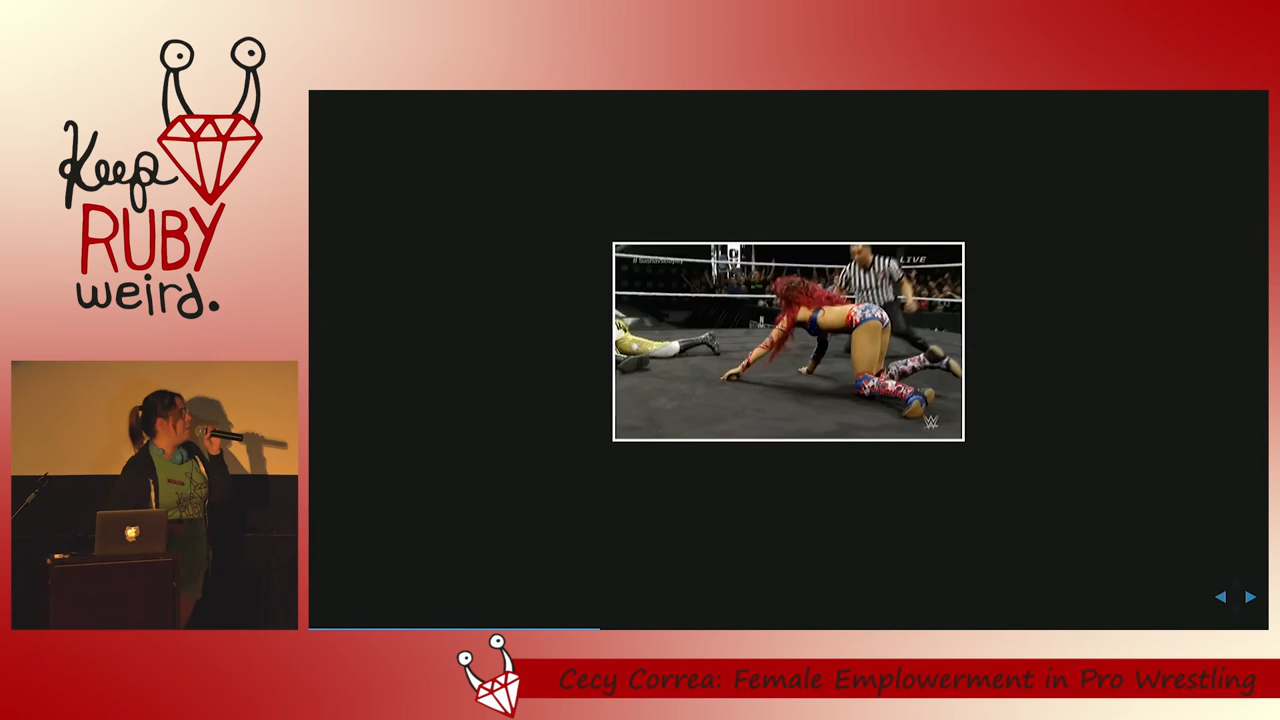 Keep
RUBY
weird.
LIVE
W
Cecy Correa: Female Emplowerment in Pro Wrestling